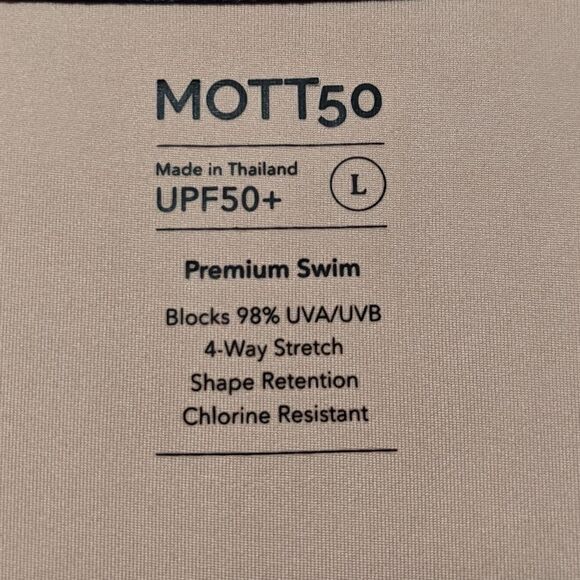 MOTT50
Made in Thailand
UPF50+
L
Premium Swim
Blocks 98% UVA/UVB
4-Way Stretch
Shape Retention
Chlorine Resistant